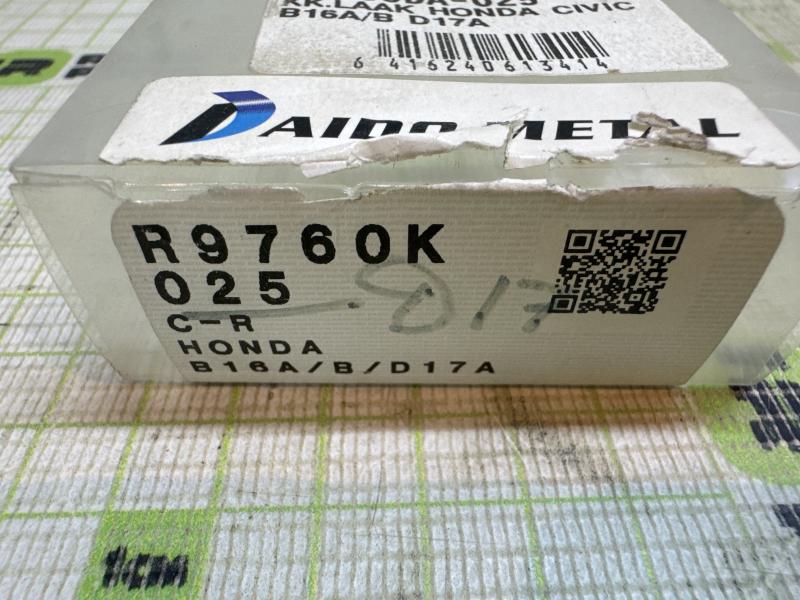 KK.LAAK HONDA CIVIC
B16A/B D17A
6 416240 613414
DAIDO METAL
R9760K
025
D17
C-R
HONDA
B16A/B/D17A
1CM